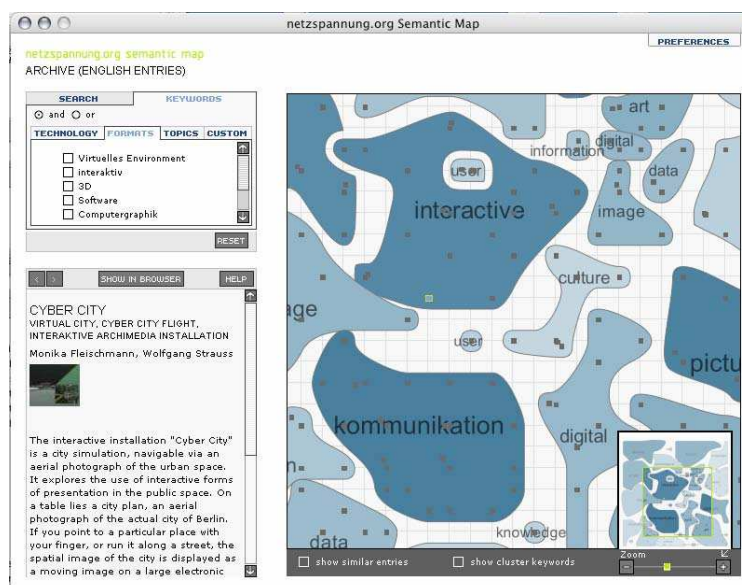 netzspannung.org Semantic Map
PREFERENCES
netzspannung.org semantic map
ARCHIVE (ENGLISH ENTRIES)
SEARCH
KEYWORDS
and
or
TECHNOLOGY
FORMATS
TOPICS
CUSTOM
Virtuelles Environment
interaktiv
3D
Software
Computergraphik
RESET
<
>
SHOW IN BROWSER
HELP
CYBER CITY
VIRTUAL CITY, CYBER CITY FLIGHT,
INTERAKTIVE ARCHIMEDIA INSTALLATION
Monika Fleischmann, Wolfgang Strauss
The interactive installation "Cyber City"
is a city simulation, navigable via an
aerial photograph of the urban space.
It explores the use of interactive forms
of presentation in the public space. On
a table lies a city plan, an aerial
photograph of the actual city of Berlin.
If you point to a particular place with
your finger, or run it along a street, the
spatial image of the city is displayed as
a moving image on a large electronic
art
digital
information
user
data
interactive
image
culture
age
user
pictu
kommunikation
digital
n
knowledge
data
show similar entries
show cluster keywords
Zoom